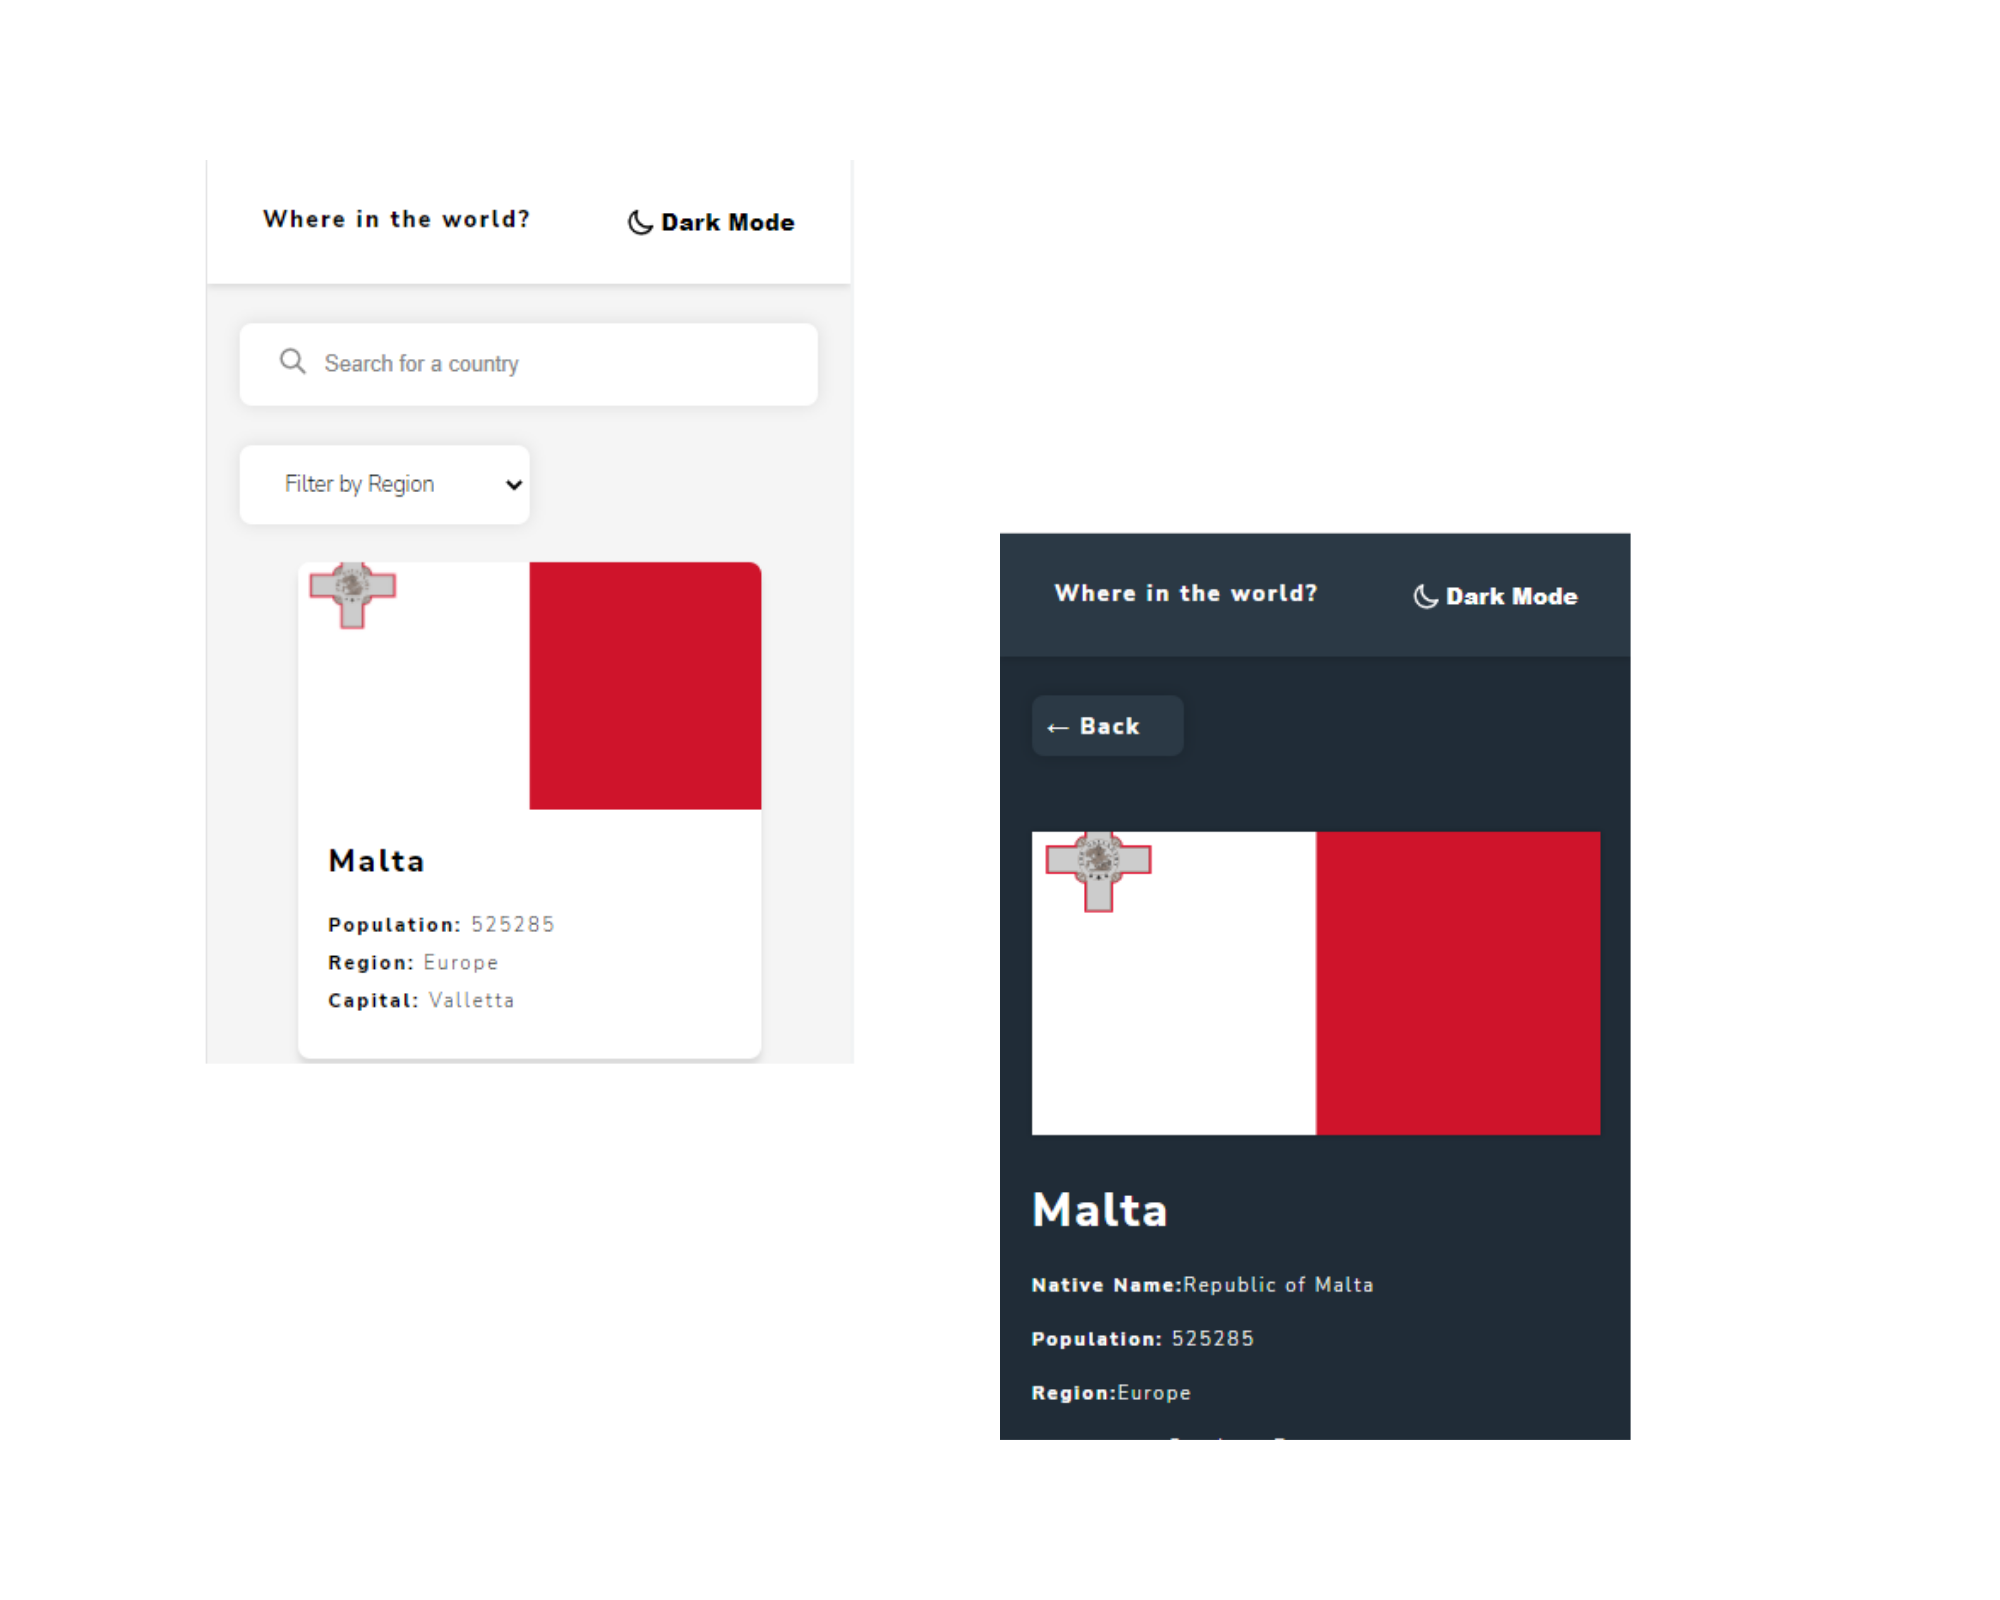 Where in the world?
Dark Mode
Search for a country
Filter by Region
Malta
Population: 525285
Region: Europe
Capital: Valletta
Where in the world?
Dark Mode
← Back
Malta
Native Name:Republic of Malta
Population: 525285
Region:Europe